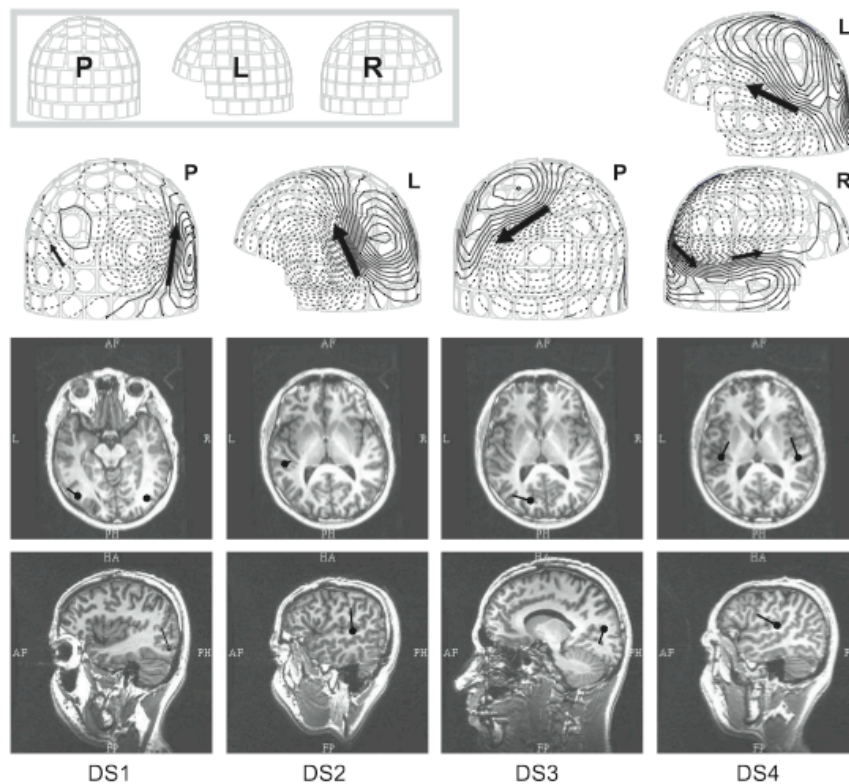 P L R
L
P L P R
AF AF AF AF
L R L R L R L R
PH PH PH PH
HA HA HA HA
AF PH AF PH AF PH AF PH
FP FP FP FP
DS1 DS2 DS3 DS4